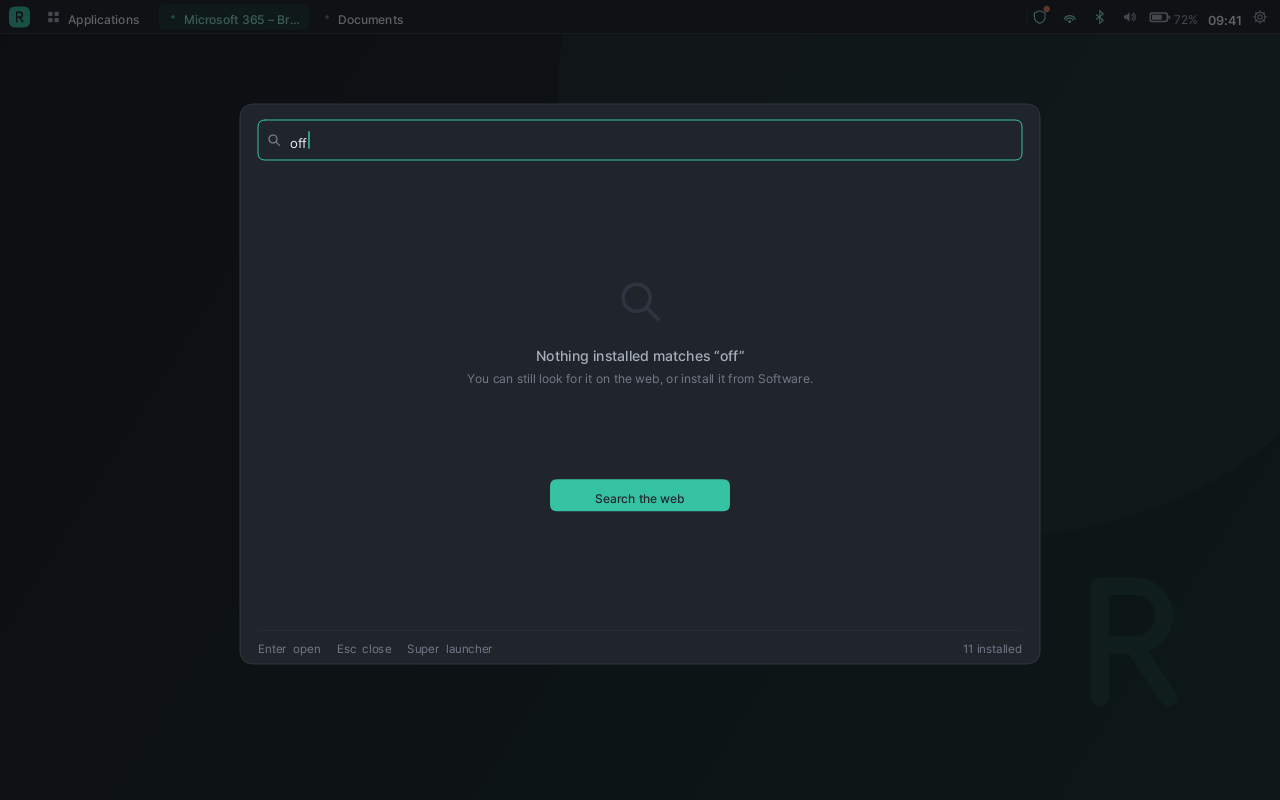 R Applications Microsoft 365 – Br... Documents 72% 09:41
off
Nothing installed matches “off”
You can still look for it on the web, or install it from Software.
Search the web
Enter open Esc close Super launcher 11 installed
R